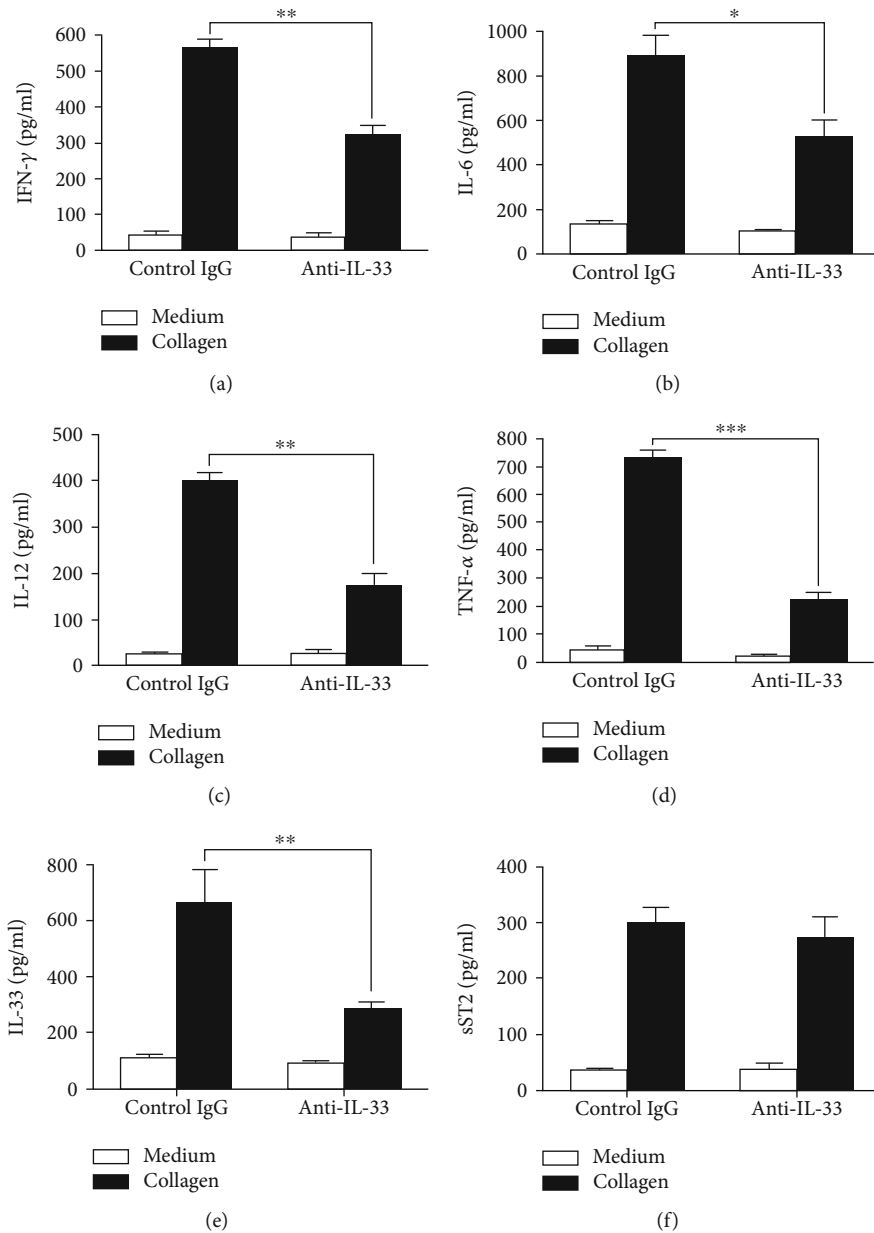 **
600
500
400
300
200
100
0
IFN-γ (pg/ml)
Control IgG
Anti-IL-33
Medium
Collagen
(a)
*
1000
800
600
400
200
0
IL-6 (pg/ml)
Control IgG
Anti-IL-33
Medium
Collagen
(b)
**
500
400
300
200
100
0
IL-12 (pg/ml)
Control IgG
Anti-IL-33
Medium
Collagen
(c)
***
800
700
600
500
400
300
200
100
0
TNF-α (pg/ml)
Control IgG
Anti-IL-33
Medium
Collagen
(d)
**
800
600
400
200
0
IL-33 (pg/ml)
Control IgG
Anti-IL-33
Medium
Collagen
(e)
400
300
200
100
0
sST2 (pg/ml)
Control IgG
Anti-IL-33
Medium
Collagen
(f)